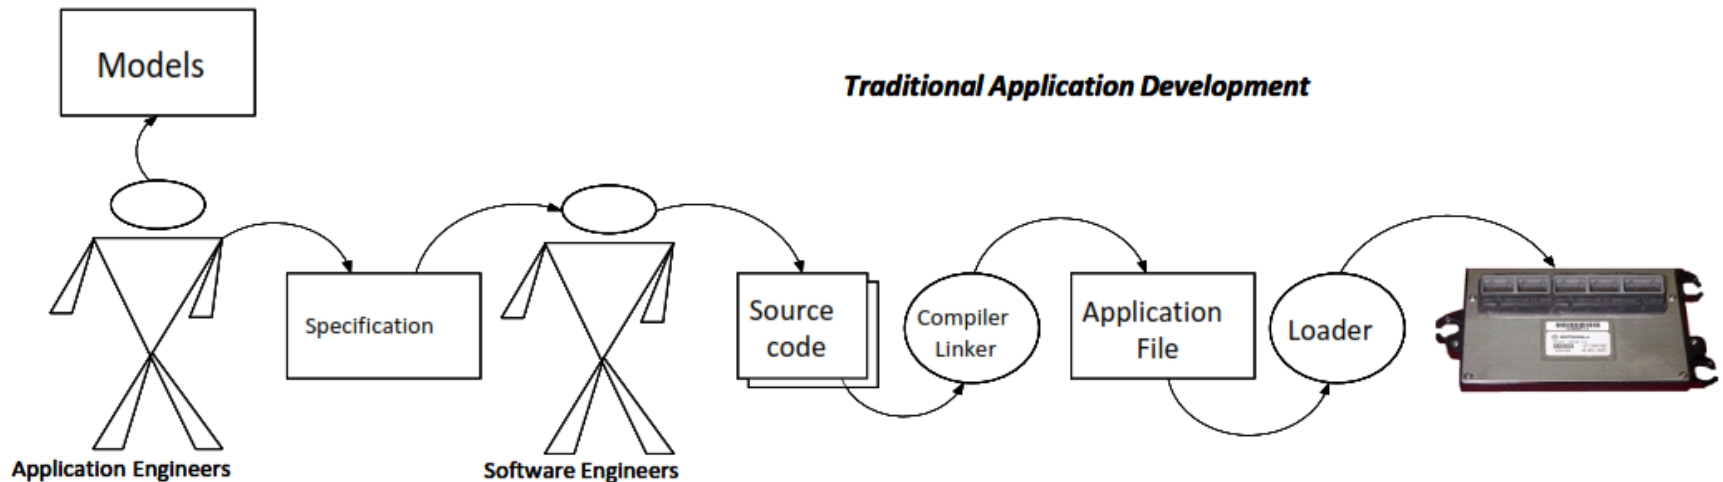 Models
Traditional Application Development
Specification
Source
code
Compiler
Linker
Application
File
Loader
Application Engineers
Software Engineers